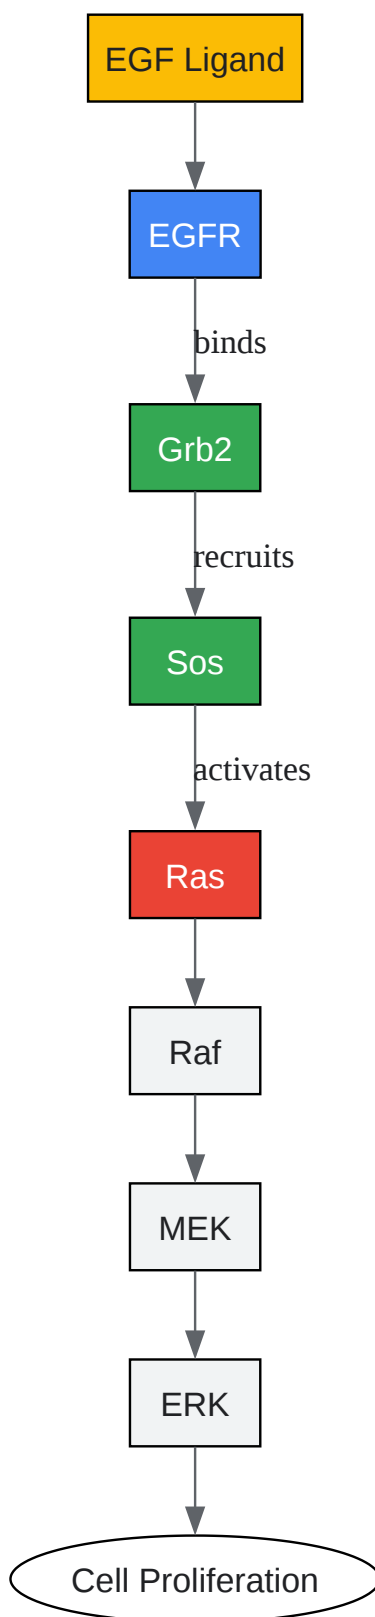 EGF Ligand
EGFR
binds
Grb2
recruits
Sos
activates
Ras
Raf
MEK
ERK
Cell Proliferation